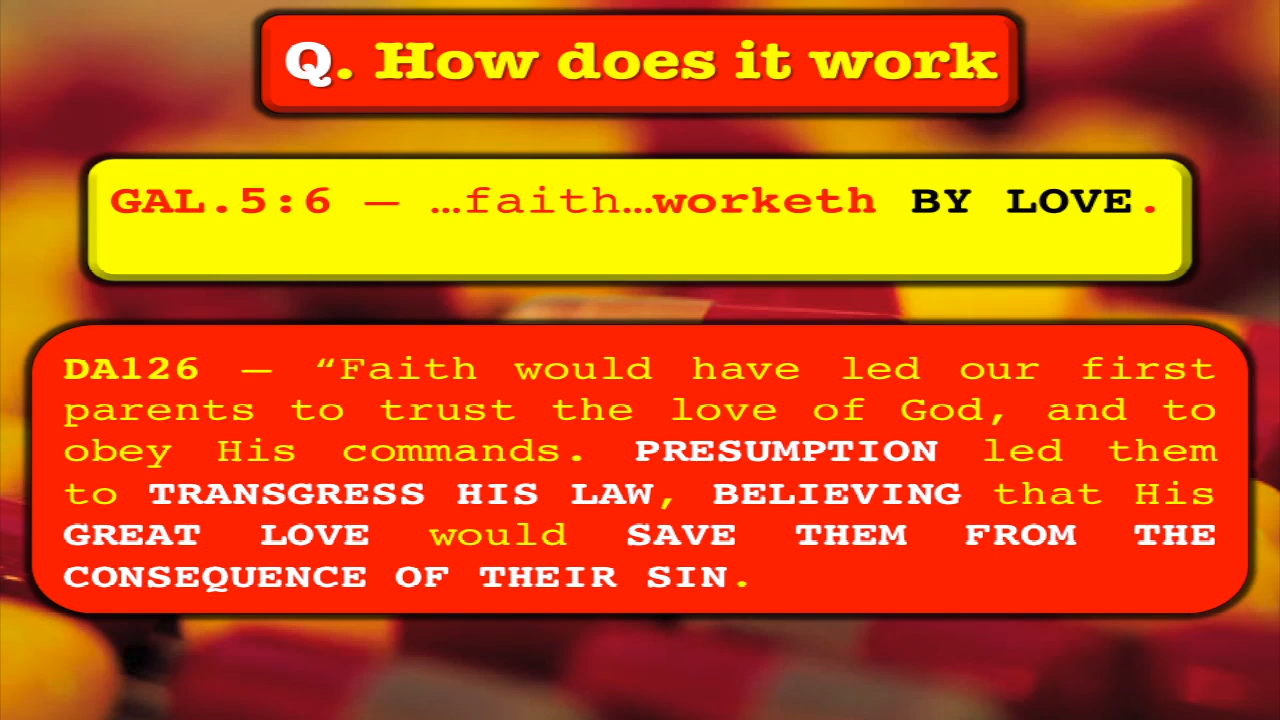 Q. How does it work
GAL.5:6 – …faith…worketh BY LOVE.
DA126 – “Faith would have led our first
parents to trust the love of God, and to
obey His commands. PRESUMPTION led them
to TRANSGRESS HIS LAW, BELIEVING that His
GREAT LOVE would SAVE THEM FROM THE
CONSEQUENCE OF THEIR SIN.